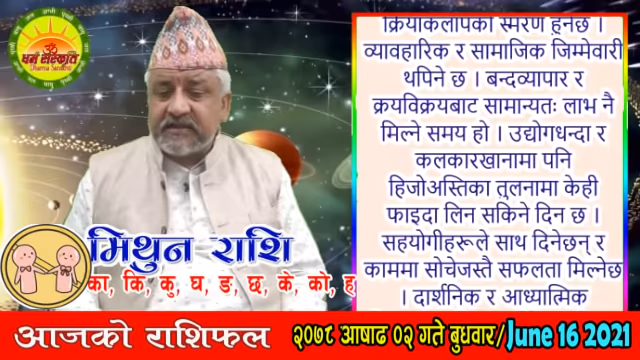 धर्म संस्कृति
Dharma Sanskriti
क्रियाकलापको स्मरण हुनेछ ।
व्यावहारिक र सामाजिक जिम्मेवारी
थपिने छ । बन्दव्यापार र
क्रयविक्रयबाट सामान्यतः लाभ नै
मिल्ने समय हो । उद्योगधन्दा र
कलकारखानामा पनि
हिजोअस्तिका तुलनामा केही
फाइदा लिन सकिने दिन छ ।
सहयोगीहरूले साथ दिनेछन् र
काममा सोचेजस्तै सफलता मिल्नेछ
। दार्शनिक र आध्यात्मिक
मिथुन राशि
का, कि, कु, घ, ङ, छ, के, को, ह
आजको राशिफल २०७८ आषाढ ०२ गते बुधवार/June 16 2021